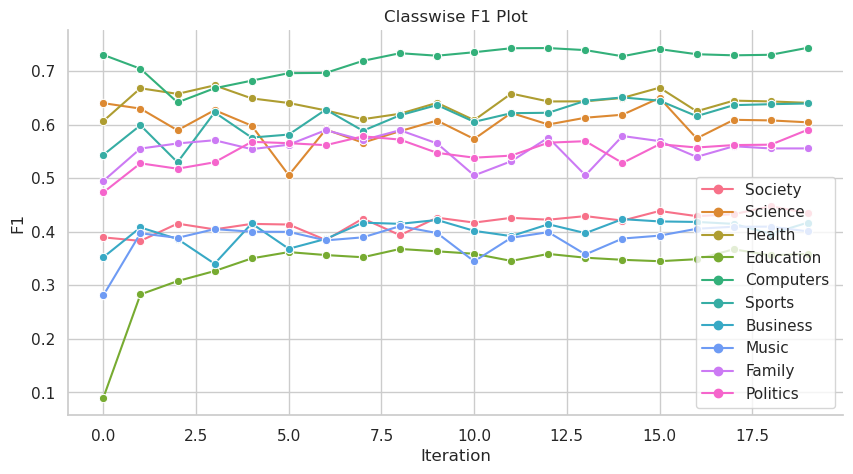 Classwise F1 Plot
F1
0.7
0.6
0.5
0.4
0.3
0.2
0.1
0.0
2.5
5.0
7.5
10.0
12.5
15.0
17.5
Iteration
Society
Science
Health
Education
Computers
Sports
Business
Music
Family
Politics